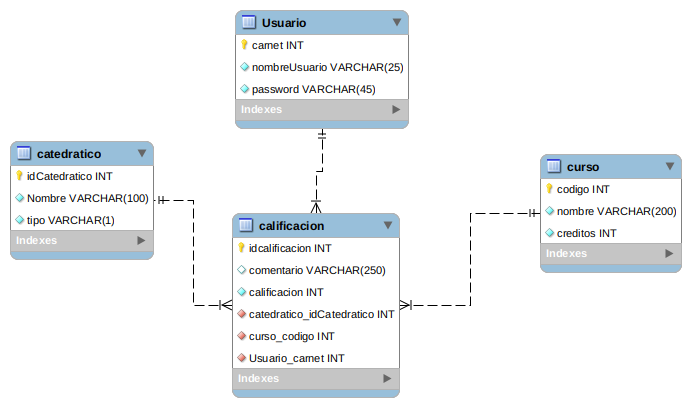 Usuario
carnet INT
nombreUsuario VARCHAR(25)
password VARCHAR(45)
Indexes
catedratico
idCatedratico INT
Nombre VARCHAR(100)
tipo VARCHAR(1)
Indexes
curso
codigo INT
nombre VARCHAR(200)
creditos INT
Indexes
calificacion
idcalificacion INT
comentario VARCHAR(250)
calificacion INT
catedratico_idCatedratico INT
curso_codigo INT
Usuario_carnet INT
Indexes